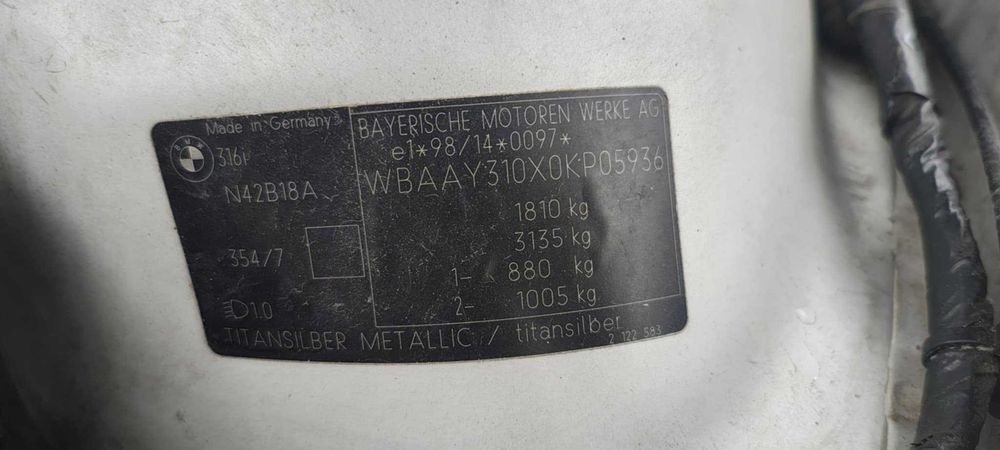 BMW
Made in Germany
316i
N42B18A
354/7
1.0
BAYERISCHE MOTOREN WERKE AG
e1*98/14*0097*
WBAAY310X0KP05936
1810 kg
3135 kg
1- 880 kg
2- 1005 kg
TITANSILBER METALLIC / titansilber
2 122 583